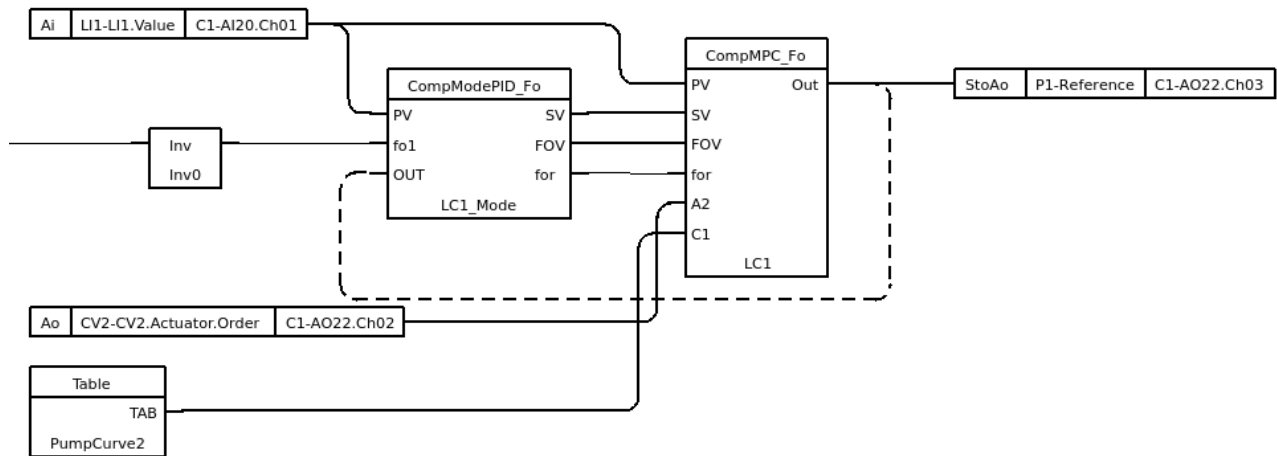 Ai LI1-LI1.Value C1-AI20.Ch01
CompModePID_Fo
PV SV
fo1 FOV
OUT for
LC1_Mode
CompMPC_Fo
PV Out
SV
FOV
for
A2
C1
LC1
StoAo P1-Reference C1-AO22.Ch03
Inv
Inv0
Ao CV2-CV2.Actuator.Order C1-AO22.Ch02
Table
TAB
PumpCurve2